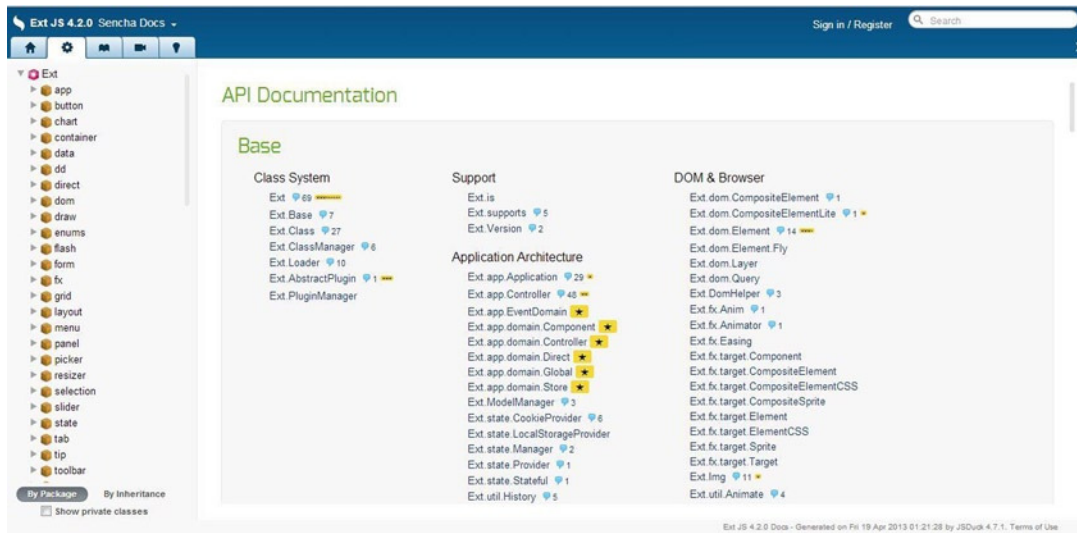 Ext JS 4.2.0 Sencha Docs
Sign in / Register
Search
Ext
app
button
chart
container
data
dd
direct
dom
draw
enums
flash
form
fx
grid
layout
menu
panel
picker
resizer
selection
slider
state
tab
tip
toolbar
By Package By Inheritance
Show private classes
API Documentation
Base
Class System
Ext 69
Ext.Base 7
Ext.Class 27
Ext.ClassManager 6
Ext.Loader 10
Ext.AbstractPlugin 1
Ext.PluginManager
Support
Ext.is
Ext.supports 5
Ext.Version 2
Application Architecture
Ext.app.Application 29
Ext.app.Controller 48
Ext.app.EventDomain ★
Ext.app.domain.Component ★
Ext.app.domain.Controller ★
Ext.app.domain.Direct ★
Ext.app.domain.Global ★
Ext.app.domain.Store ★
Ext.ModelManager 3
Ext.state.CookieProvider 6
Ext.state.LocalStorageProvider
Ext.state.Manager 2
Ext.state.Provider 1
Ext.state.Stateful 1
Ext.util.History 5
DOM & Browser
Ext.dom.CompositeElement 1
Ext.dom.CompositeElementLite 1
Ext.dom.Element 14
Ext.dom.Element.Fly
Ext.dom.Layer
Ext.dom.Query
Ext.DomHelper 3
Ext.fx.Anim 1
Ext.fx.Animator 1
Ext.fx.Easing
Ext.fx.target.Component
Ext.fx.target.CompositeElement
Ext.fx.target.CompositeElementCSS
Ext.fx.target.CompositeSprite
Ext.fx.target.Element
Ext.fx.target.ElementCSS
Ext.fx.target.Sprite
Ext.fx.target.Target
Ext.Img 11
Ext.util.Animate 4
Ext JS 4.2.0 Docs - Generated on Fri 19 Apr 2013 01:21:28 by JSDuck 4.7.1. Terms of Use